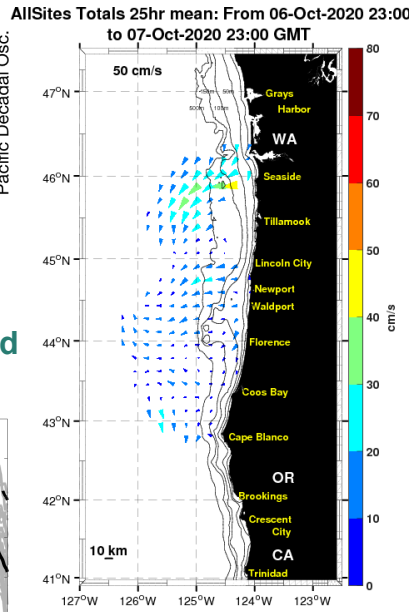 AllSites Totals 25hr mean: From 06-Oct-2020 23:00
to 07-Oct-2020 23:00 GMT
Pacific Decadal Osc.
50 cm/s
80
70
60
50
40
30
20
10
0
cm/s
47°N
46°N
45°N
44°N
43°N
42°N
41°N
50m
500m
Grays
Harbor
WA
Seaside
Tillamook
Lincoln City
Newport
Waldport
Florence
Coos Bay
Cape Blanco
OR
Brookings
Crescent
City
CA
Trinidad
10 km
d
127°W
126°W
125°W
124°W
123°W